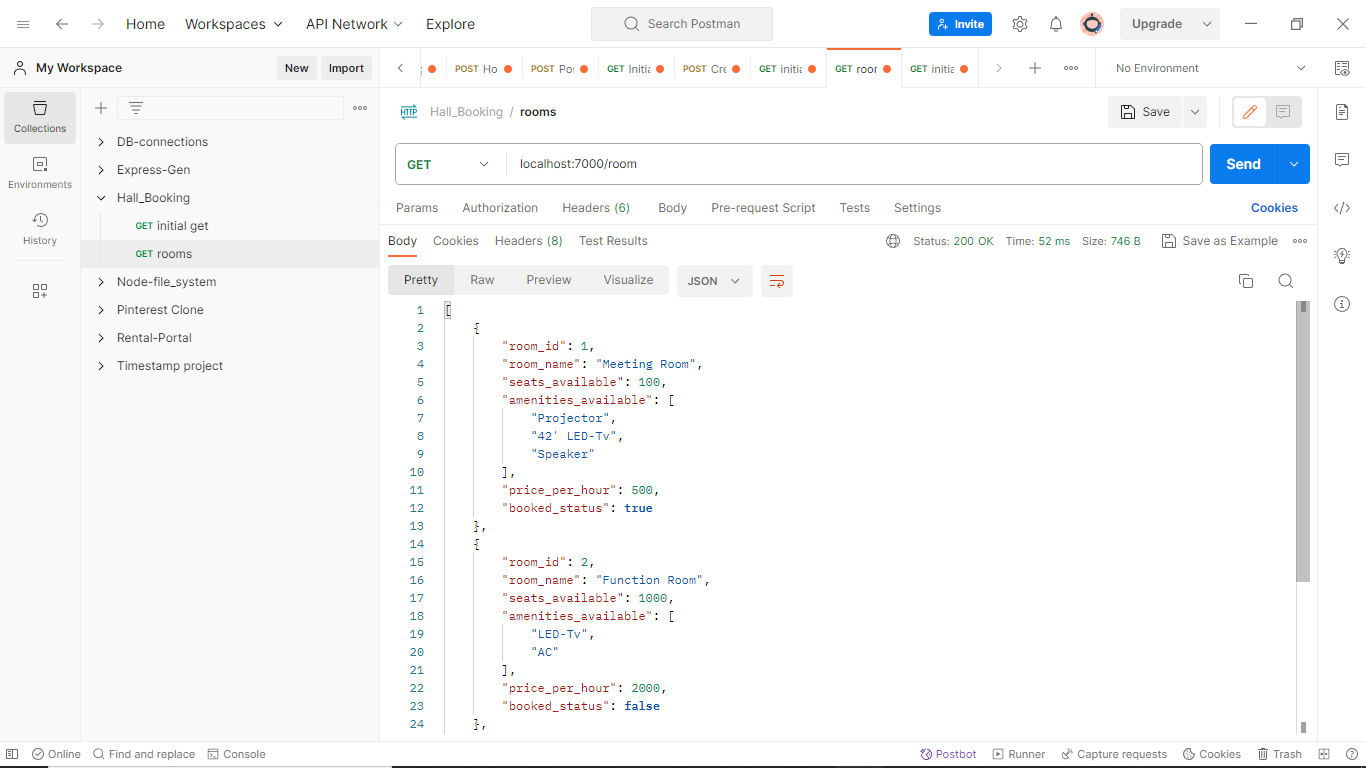 Home Workspaces API Network Explore Search Postman Invite Upgrade
My Workspace New Import POST Ho POST Po GET Initia POST Cre GET initia GET roor GET initia No Environment
Collections
Environments
History
DB-connections
Express-Gen
Hall_Booking
GET initial get
GET rooms
Node-file_system
Pinterest Clone
Rental-Portal
Timestamp project
HTTP Hall_Booking / rooms Save
GET localhost:7000/room Send
Params Authorization Headers (6) Body Pre-request Script Tests Settings Cookies
Body Cookies Headers (8) Test Results Status: 200 OK Time: 52 ms Size: 746 B Save as Example
Pretty Raw Preview Visualize JSON
1 [
2 {
3 "room_id": 1,
4 "room_name": "Meeting Room",
5 "seats_available": 100,
6 "amenities_available": [
7 "Projector",
8 "42' LED-Tv",
9 "Speaker"
10 ],
11 "price_per_hour": 500,
12 "booked_status": true
13 },
14 {
15 "room_id": 2,
16 "room_name": "Function Room",
17 "seats_available": 1000,
18 "amenities_available": [
19 "LED-Tv",
20 "AC"
21 ],
22 "price_per_hour": 2000,
23 "booked_status": false
24 },
Online Find and replace Console Postbot Runner Capture requests Cookies Trash